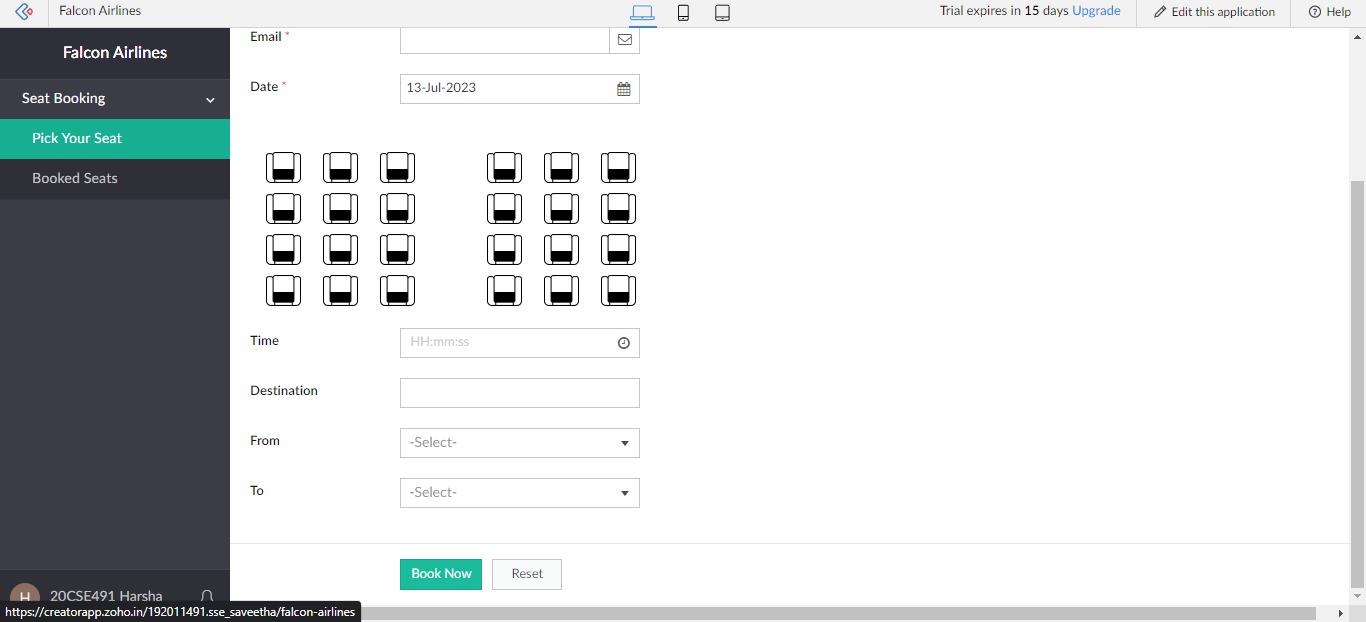 Falcon Airlines
Trial expires in 15 days Upgrade
Edit this application
Help
Falcon Airlines
Seat Booking
Pick Your Seat
Booked Seats
Email *
Date *
13-Jul-2023
Time
HH:mm:ss
Destination
From
-Select-
To
-Select-
Book Now
Reset
H
20CSE491 Harsha
https://creatorapp.zoho.in/192011491.sse_saveetha/falcon-airlines